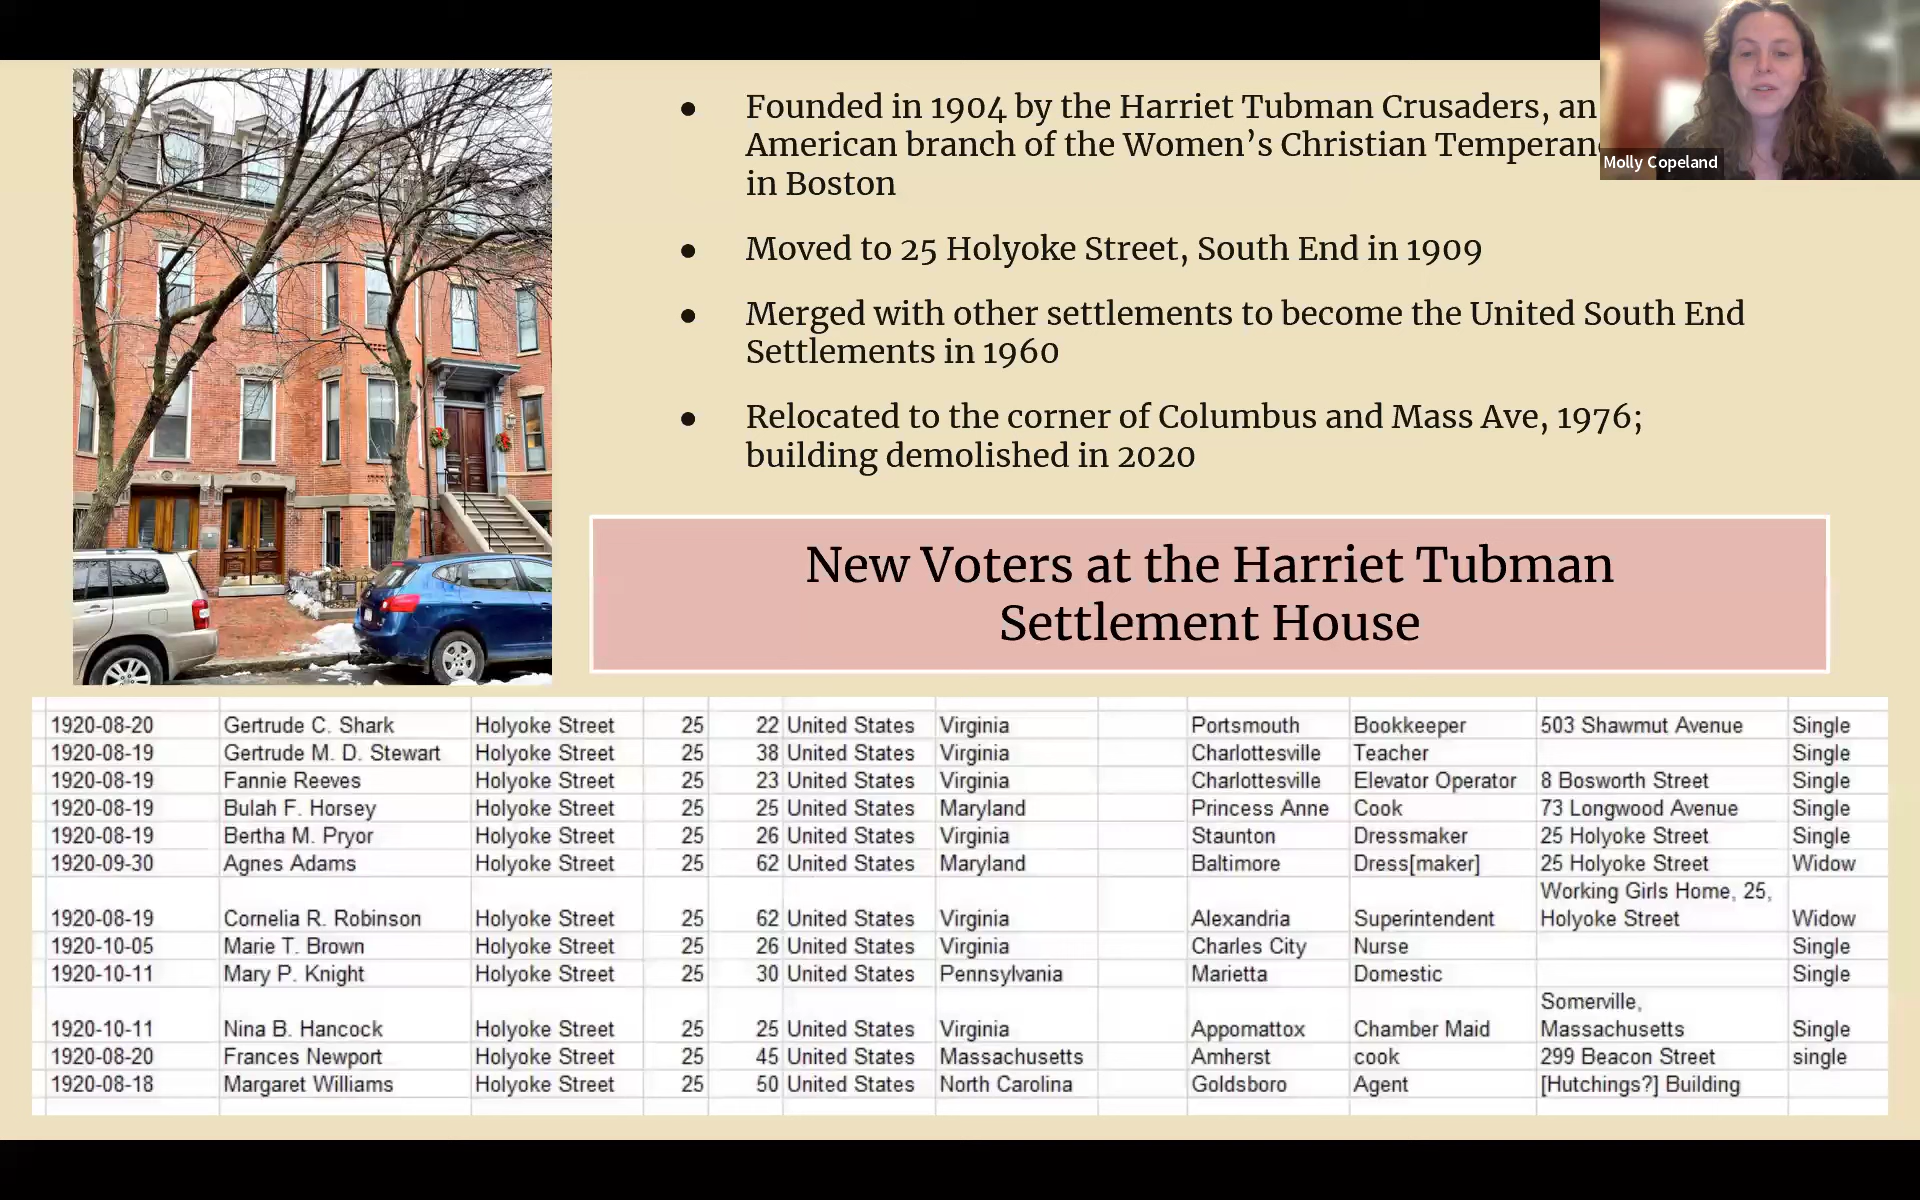 ● Founded in 1904 by the Harriet Tubman Crusaders, an
American branch of the Women’s Christian
in Boston
● Moved to 25 Holyoke Street, South End in 1909
● Merged with other settlements to become the United South End
Settlements in 1960
● Relocated to the corner of Columbus and Mass Ave, 1976;
building demolished in 2020
Molly Copeland
New Voters at the Harriet Tubman
Settlement House
1920-08-20 Gertrude C. Shark Holyoke Street 25 22 United States Virginia Portsmouth Bookkeeper 503 Shawmut Avenue Single
1920-08-19 Gertrude M. D. Stewart Holyoke Street 25 38 United States Virginia Charlottesville Teacher Single
1920-08-19 Fannie Reeves Holyoke Street 25 23 United States Virginia Charlottesville Elevator Operator 8 Bosworth Street Single
1920-08-19 Bulah F. Horsey Holyoke Street 25 25 United States Maryland Princess Anne Cook 73 Longwood Avenue Single
1920-08-19 Bertha M. Pryor Holyoke Street 25 26 United States Virginia Staunton Dressmaker 25 Holyoke Street Single
1920-09-30 Agnes Adams Holyoke Street 25 62 United States Maryland Baltimore Dress[maker] 25 Holyoke Street Widow
Working Girls Home, 25,
1920-08-19 Cornelia R. Robinson Holyoke Street 25 62 United States Virginia Alexandria Superintendent Holyoke Street Widow
1920-10-05 Marie T. Brown Holyoke Street 25 26 United States Virginia Charles City Nurse Single
1920-10-11 Mary P. Knight Holyoke Street 25 30 United States Pennsylvania Marietta Domestic Single
Somerville,
1920-10-11 Nina B. Hancock Holyoke Street 25 25 United States Virginia Appomattox Chamber Maid Massachusetts Single
1920-08-20 Frances Newport Holyoke Street 25 45 United States Massachusetts Amherst cook 299 Beacon Street single
1920-08-18 Margaret Williams Holyoke Street 25 50 United States North Carolina Goldsboro Agent [Hutchings?] Building